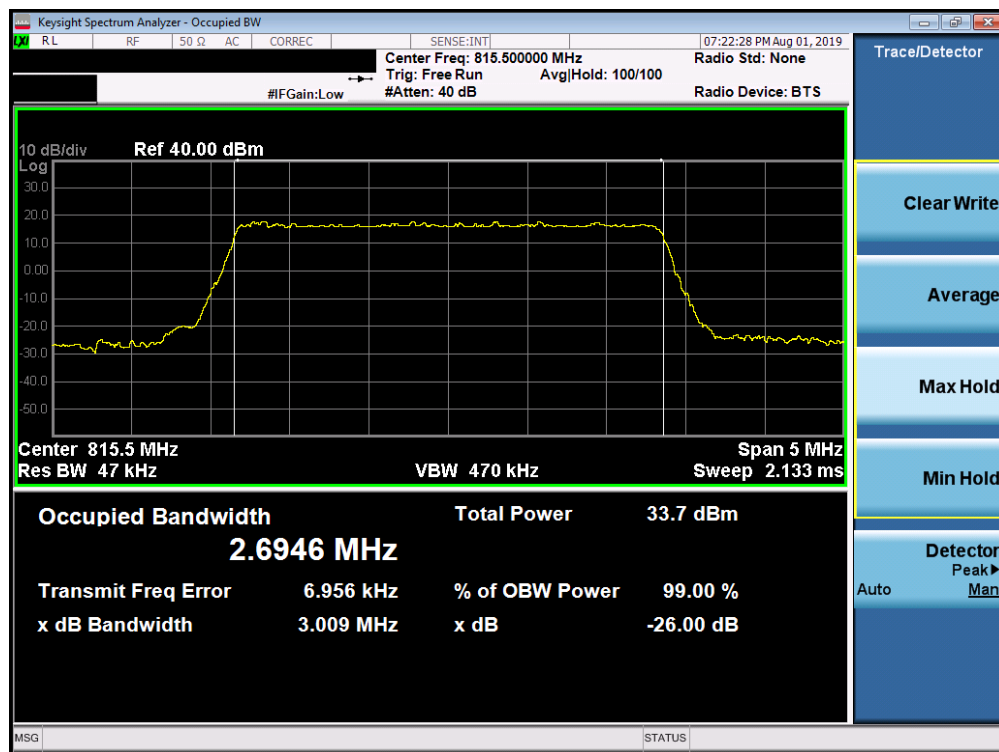 Keysight Spectrum Analyzer - Occupied BW
LXI RL RF 50 Ω AC CORREC SENSE:INT 07:22:28 PM Aug 01, 2019
Center Freq: 815.500000 MHz Radio Std: None
Trig: Free Run Avg|Hold: 100/100
#IFGain:Low #Atten: 40 dB Radio Device: BTS
10 dB/div Ref 40.00 dBm
Log
30.0
20.0
10.0
0.00
-10.0
-20.0
-30.0
-40.0
-50.0
Center 815.5 MHz Span 5 MHz
Res BW 47 kHz VBW 470 kHz Sweep 2.133 ms
Occupied Bandwidth Total Power 33.7 dBm
2.6946 MHz
Transmit Freq Error 6.956 kHz % of OBW Power 99.00 %
x dB Bandwidth 3.009 MHz x dB -26.00 dB
MSG STATUS
Trace/Detector
Clear Write
Average
Max Hold
Min Hold
Detector
Peak▶
Auto Man